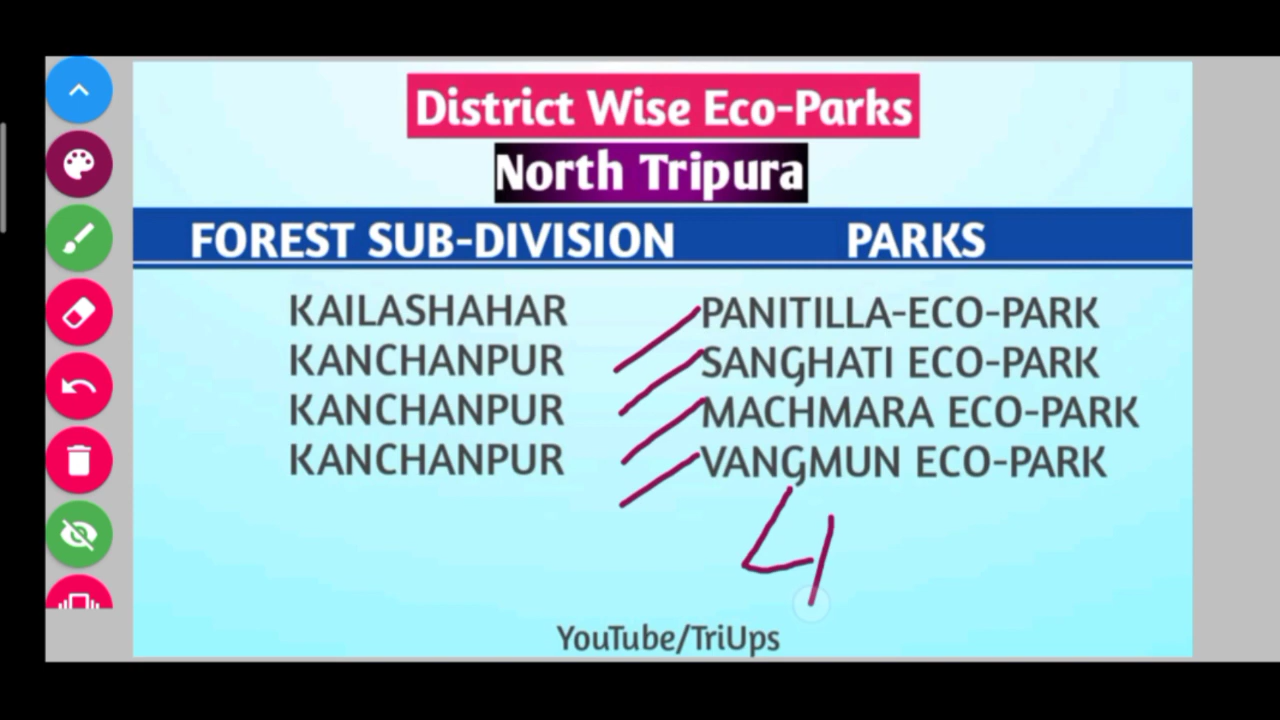 District Wise Eco-Parks
North Tripura
FOREST SUB-DIVISION PARKS
KAILASHAHAR PANITILLA-ECO-PARK
KANCHANPUR SANGHATI ECO-PARK
KANCHANPUR MACHMARA ECO-PARK
KANCHANPUR VANGMUN ECO-PARK
4
YouTube/TriUps